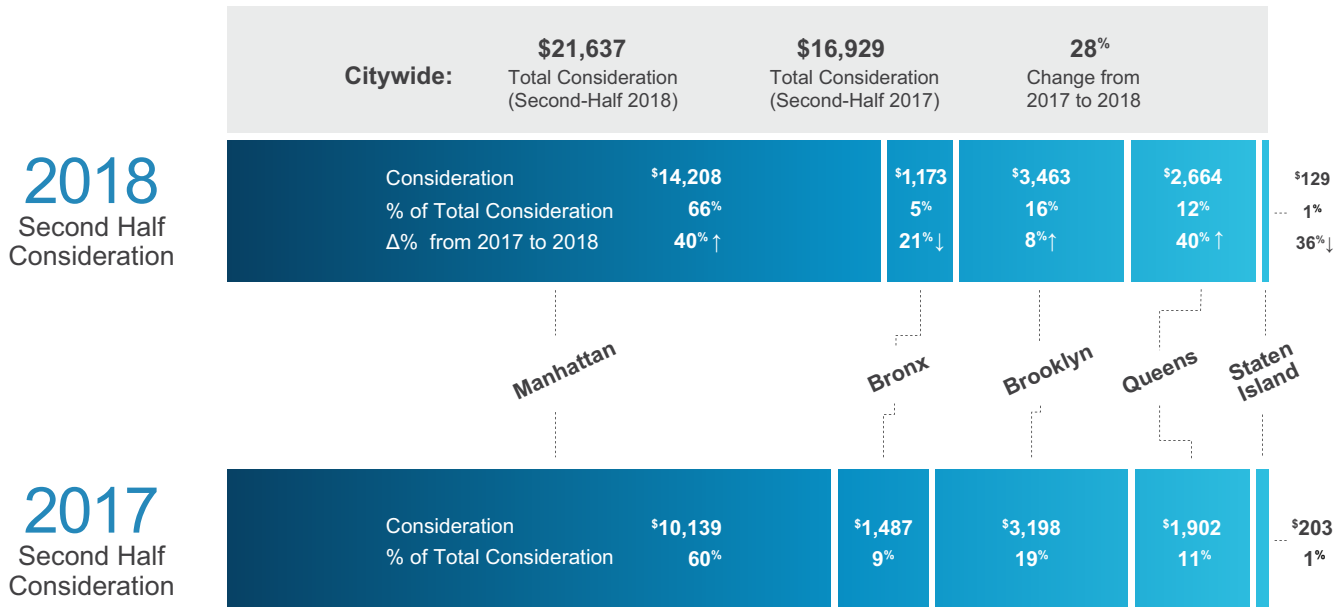 Citywide:
$21,637
Total Consideration
(Second-Half 2018)
$16,929
Total Consideration
(Second-Half 2017)
28%
Change from
2017 to 2018
2018
Second Half
Consideration
Consideration $14,208 $1,173 $3,463 $2,664 $129
% of Total Consideration 66% 5% 16% 12% 1%
Δ% from 2017 to 2018 40% ↑ 21% ↓ 8% ↑ 40% ↑ 36% ↓
Manhattan
Bronx
Brooklyn
Queens
Staten
Island
2017
Second Half
Consideration
Consideration $10,139 $1,487 $3,198 $1,902 $203
% of Total Consideration 60% 9% 19% 11% 1%